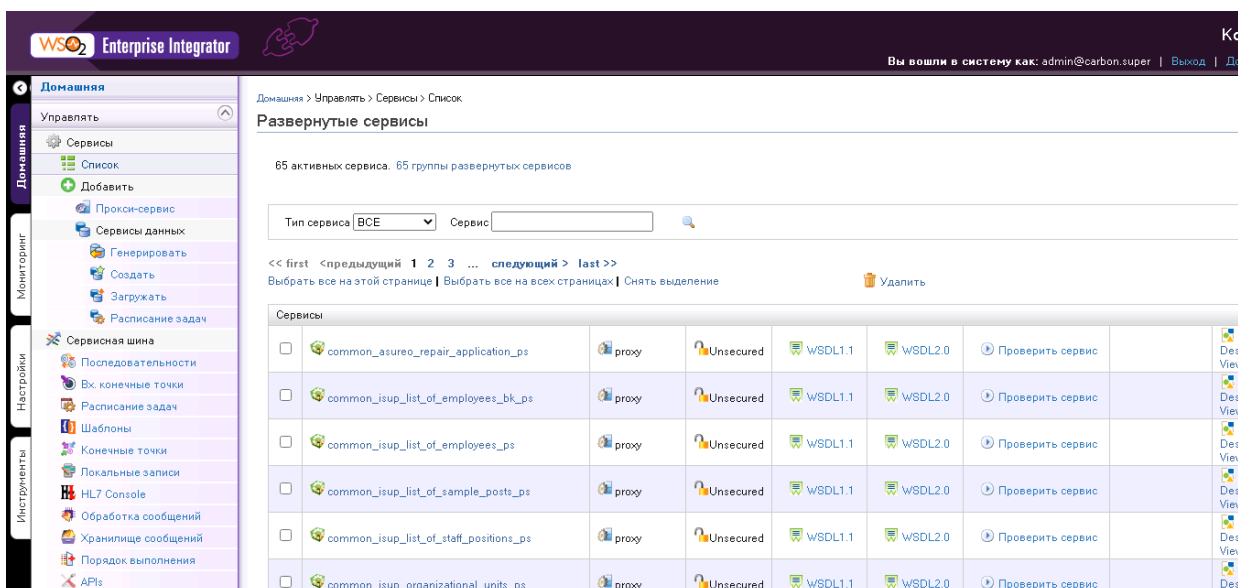 WSO2 Enterprise Integrator
Вы вошли в систему как: admin@carbon.super | Выход |
Домашняя
Мониторинг
Настройки
Инструменты
Домашняя
Управлять
Сервисы
Список
Добавить
Прокси-сервис
Сервисы данных
Генерировать
Создать
Загружать
Расписание задач
Сервисная шина
Последовательности
Вх. конечные точки
Расписание задач
Шаблоны
Конечные точки
Локальные записи
HL7 Console
Обработка сообщений
Хранилище сообщений
Порядок выполнения
APIs
Домашняя > Управлять > Сервисы > Список
Развернутые сервисы
65 активных сервиса. 65 группы развернутых сервисов
Тип сервиса ВСЕ Сервис
<< first <предыдущий 1 2 3 ... следующий > last >>
Выбрать все на этой странице | Выбрать все на всех страницах | Снять выделение Удалить
Сервисы
common_asureo_repair_application_ps proxy Unsecured WSDL1.1 WSDL2.0 Проверить сервис
common_isup_list_of_employees_bk_ps proxy Unsecured WSDL1.1 WSDL2.0 Проверить сервис
common_isup_list_of_employees_ps proxy Unsecured WSDL1.1 WSDL2.0 Проверить сервис
common_isup_list_of_sample_posts_ps proxy Unsecured WSDL1.1 WSDL2.0 Проверить сервис
common_isup_list_of_staff_positions_ps proxy Unsecured WSDL1.1 WSDL2.0 Проверить сервис
common_isup_organizational_units_ps proxy Unsecured WSDL1.1 WSDL2.0 Проверить сервис